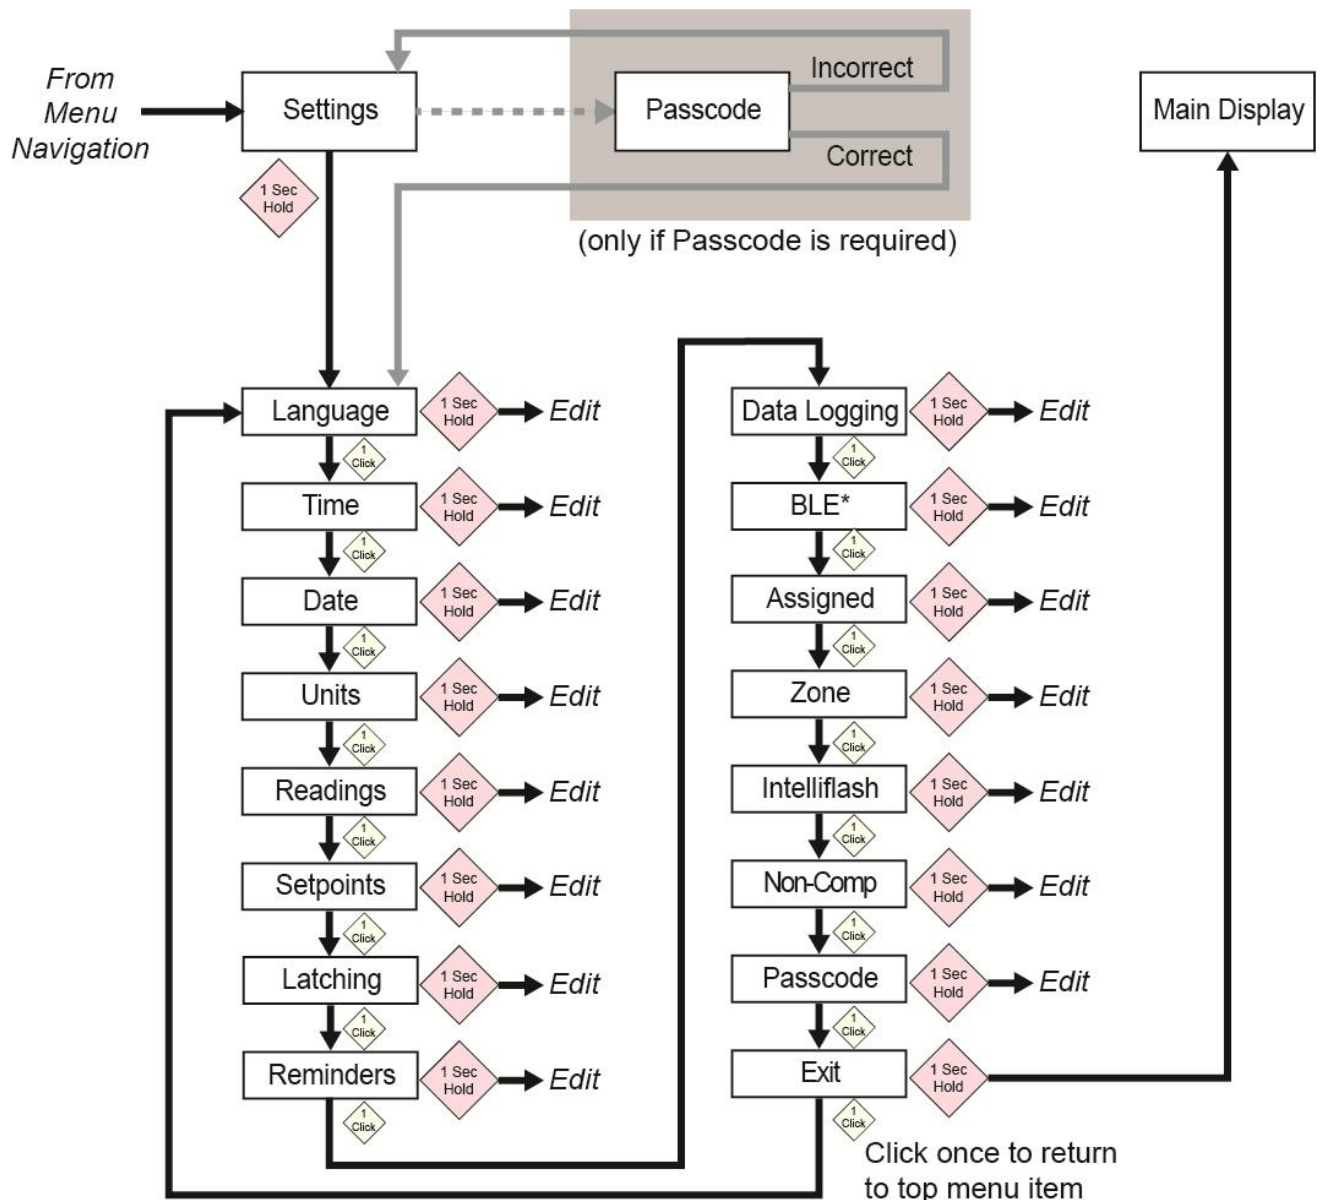 From
Menu
Navigation
Settings
1 Sec
Hold
Passcode
Incorrect
Correct
(only if Passcode is required)
Main Display
Language
1 Sec
Hold
Edit
1
Click
Time
1 Sec
Hold
Edit
1
Click
Date
1 Sec
Hold
Edit
1
Click
Units
1 Sec
Hold
Edit
1
Click
Readings
1 Sec
Hold
Edit
1
Click
Setpoints
1 Sec
Hold
Edit
1
Click
Latching
1 Sec
Hold
Edit
1
Click
Reminders
1 Sec
Hold
Edit
1
Click
Data Logging
1 Sec
Hold
Edit
1
Click
BLE*
1 Sec
Hold
Edit
1
Click
Assigned
1 Sec
Hold
Edit
1
Click
Zone
1 Sec
Hold
Edit
1
Click
Intelliflash
1 Sec
Hold
Edit
1
Click
Non-Comp
1 Sec
Hold
Edit
1
Click
Passcode
1 Sec
Hold
Edit
1
Click
Exit
1 Sec
Hold
1
Click
Click once to return
to top menu item